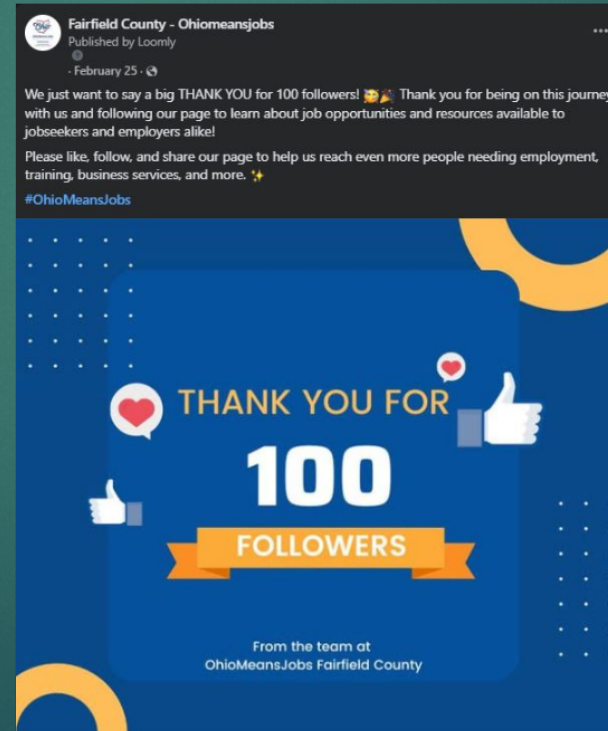 Fairfield County - Ohiomeansjobs
Published by Loomly
· February 25 ·
We just want to say a big THANK YOU for 100 followers! 🥳🎉 Thank you for being on this journey
with us and following our page to learn about job opportunities and resources available to
jobseekers and employers alike!
Please like, follow, and share our page to help us reach even more people needing employment,
training, business services, and more. ✨
#OhioMeansJobs
THANK YOU FOR
100
FOLLOWERS
From the team at
OhioMeansJobs Fairfield County